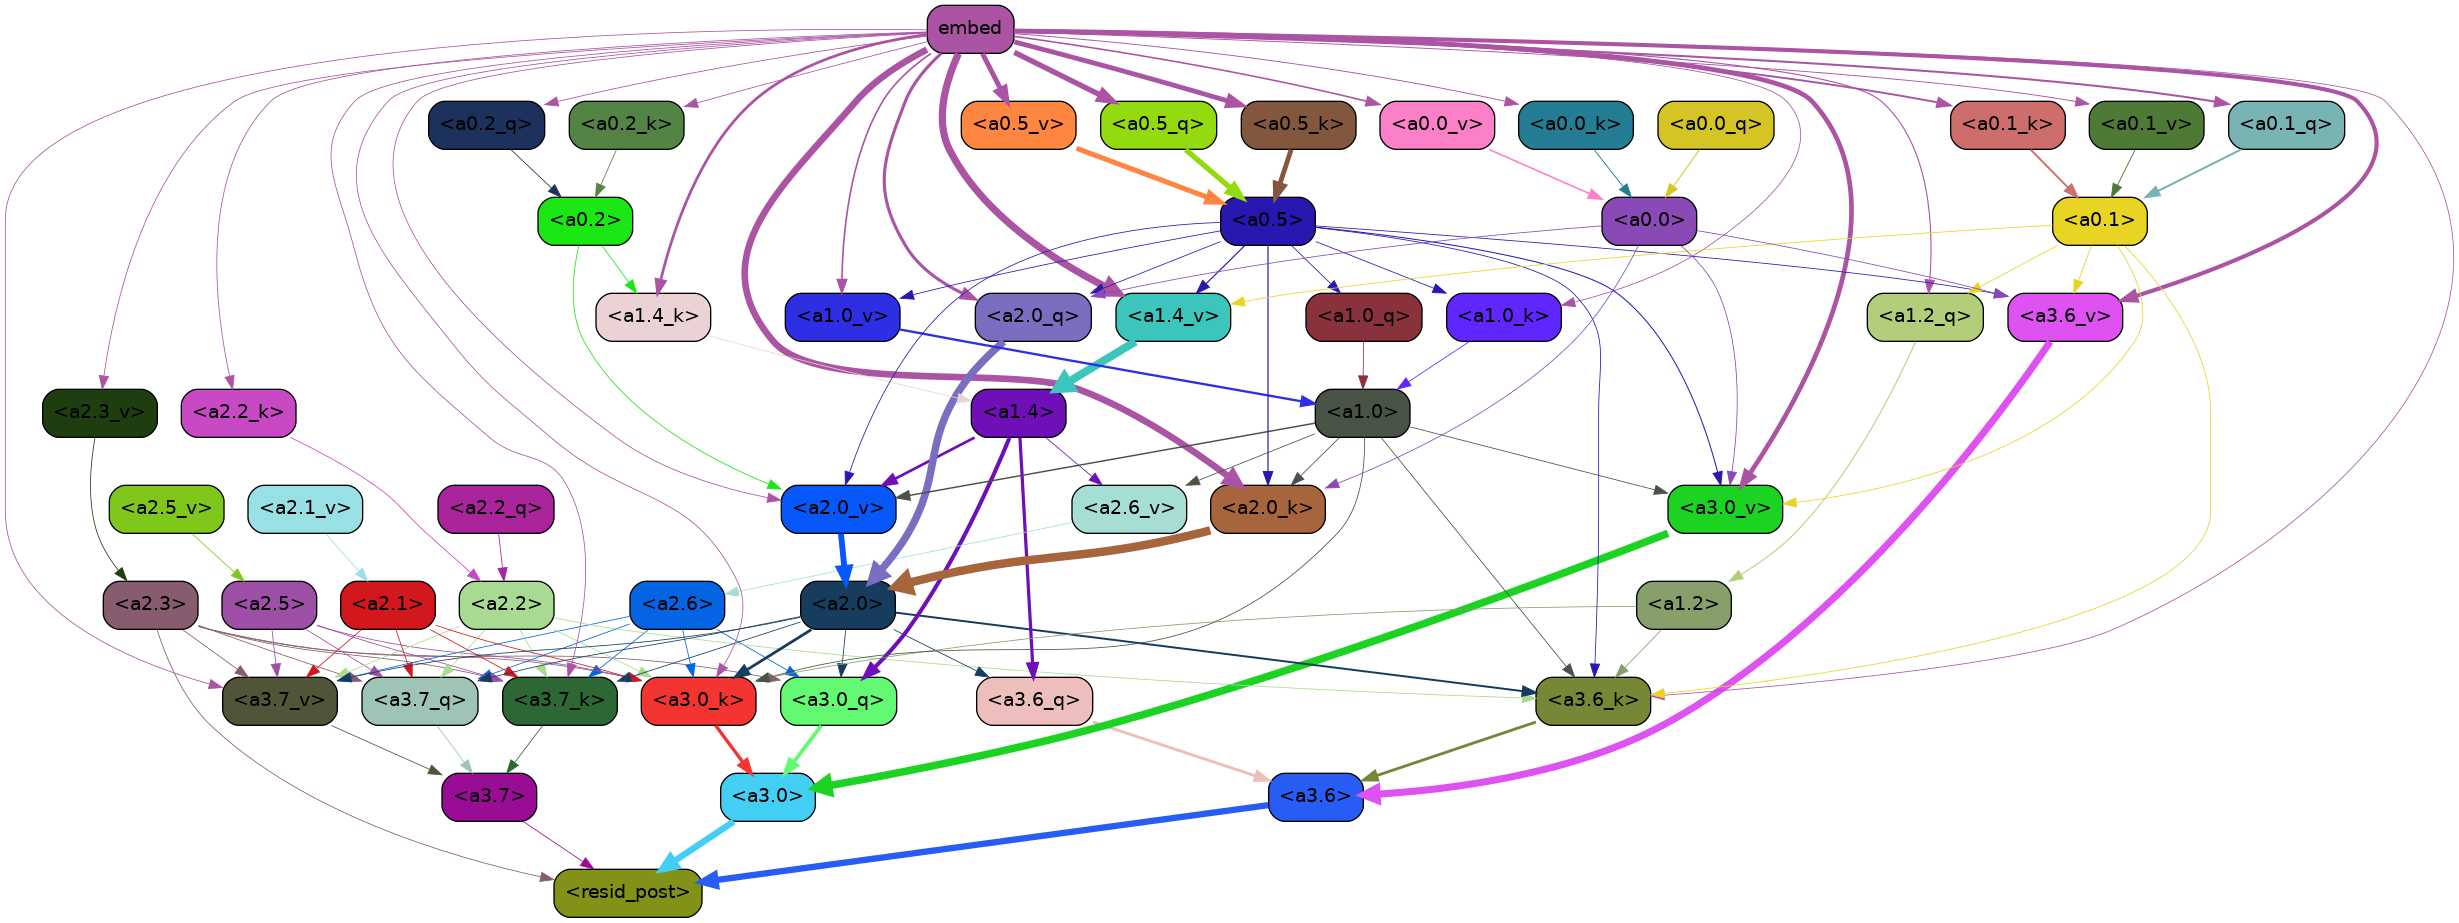 embed
<a0.2_q>
<a0.2_k>
<a0.5_v>
<a0.5_q>
<a0.5_k>
<a0.0_v>
<a0.0_k>
<a0.0_q>
<a0.1_k>
<a0.1_v>
<a0.1_q>
<a0.2>
<a0.5>
<a0.0>
<a0.1>
<a1.4_k>
<a1.0_v>
<a2.0_q>
<a1.4_v>
<a1.0_q>
<a1.0_k>
<a1.2_q>
<a3.6_v>
<a2.3_v>
<a2.2_k>
<a1.4>
<a1.0>
<a2.5_v>
<a2.1_v>
<a2.2_q>
<a2.0_v>
<a2.6_v>
<a2.0_k>
<a3.0_v>
<a2.3>
<a2.5>
<a2.1>
<a2.2>
<a2.6>
<a2.0>
<a1.2>
<a3.7_v>
<a3.7_q>
<a3.7_k>
<a3.0_k>
<a3.0_q>
<a3.6_q>
<a3.6_k>
<a3.7>
<a3.0>
<a3.6>
<resid_post>